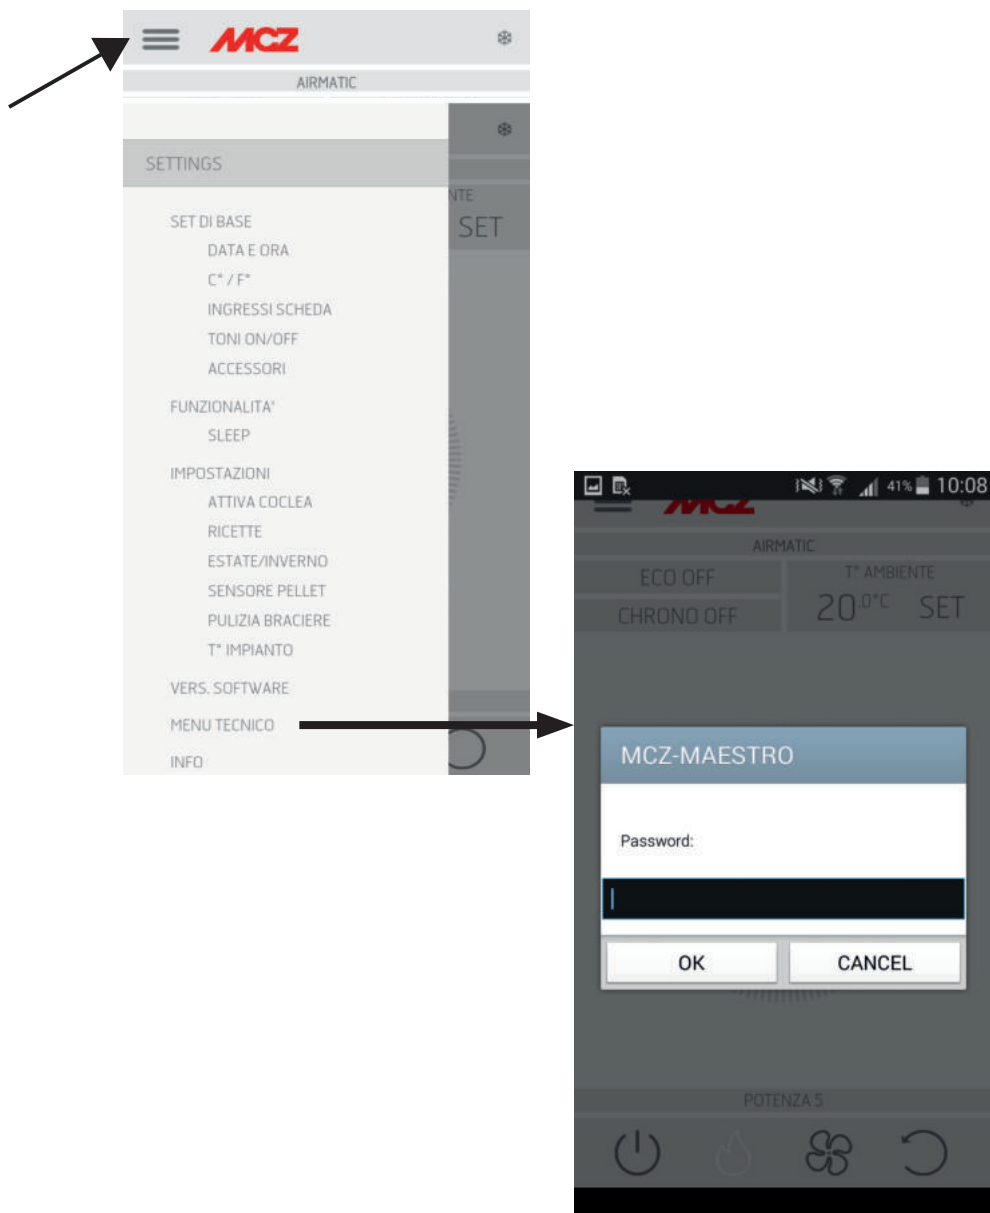 MCZ
AIRMATIC
SETTINGS
NTE
SET
SET DI BASE
DATA E ORA
C° / F°
INGRESSI SCHEDA
TONI ON/OFF
ACCESSORI
FUNZIONALITA'
SLEEP
IMPOSTAZIONI
ATTIVA COCLEA
RICETTE
ESTATE/INVERNO
SENSORE PELLET
PULIZIA BRACIERE
T° IMPIANTO
VERS. SOFTWARE
MENU TECNICO
INFO
41% 10:08
MCZ
AIRMATIC
ECO OFF
T° AMBIENTE
CHRONO OFF
20.0°C SET
MCZ-MAESTRO
Password:
OK CANCEL
POTENZA 5